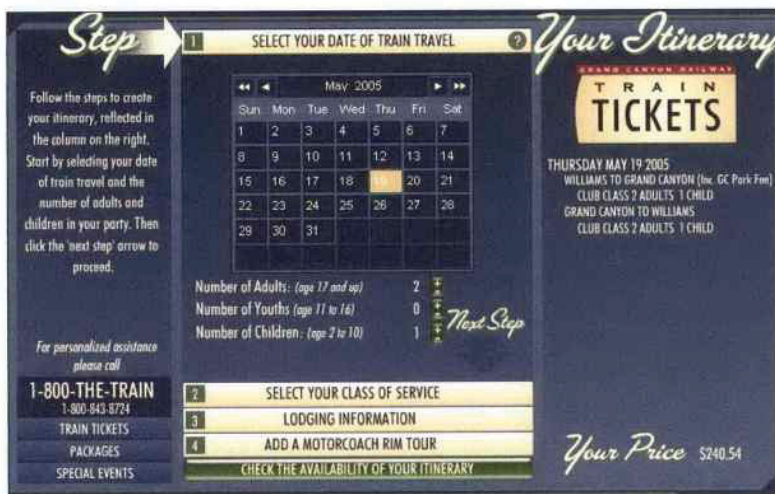 Step
Follow the steps to create
your itinerary, reflected in
the column on the right.
Start by selecting your date
of train travel and the
number of adults and
children in your party. Then
click the 'next step' arrow to
proceed.
For personalized assistance
please call
1-800-THE-TRAIN
1-800-843-8724
TRAIN TICKETS
PACKAGES
SPECIAL EVENTS
1 SELECT YOUR DATE OF TRAIN TRAVEL ?
May 2005
Sun Mon Tue Wed Thu Fri Sat
1 2 3 4 5 6 7
8 9 10 11 12 13 14
15 16 17 18 19 20 21
22 23 24 25 26 27 28
29 30 31
Number of Adults: (age 17 and up) 2
Number of Youths (age 11 to 16) 0
Number of Children: (age 2 to 10) 1
Next Step
2 SELECT YOUR CLASS OF SERVICE
3 LODGING INFORMATION
4 ADD A MOTORCOACH RIM TOUR
CHECK THE AVAILABILITY OF YOUR ITINERARY
Your Itinerary
GRAND CANYON RAILWAY
TRAIN
TICKETS
THURSDAY MAY 19 2005
WILLIAMS TO GRAND CANYON (Inc. GC Park Fee)
CLUB CLASS 2 ADULTS 1 CHILD
GRAND CANYON TO WILLIAMS
CLUB CLASS 2 ADULTS 1 CHILD
Your Price $240.54